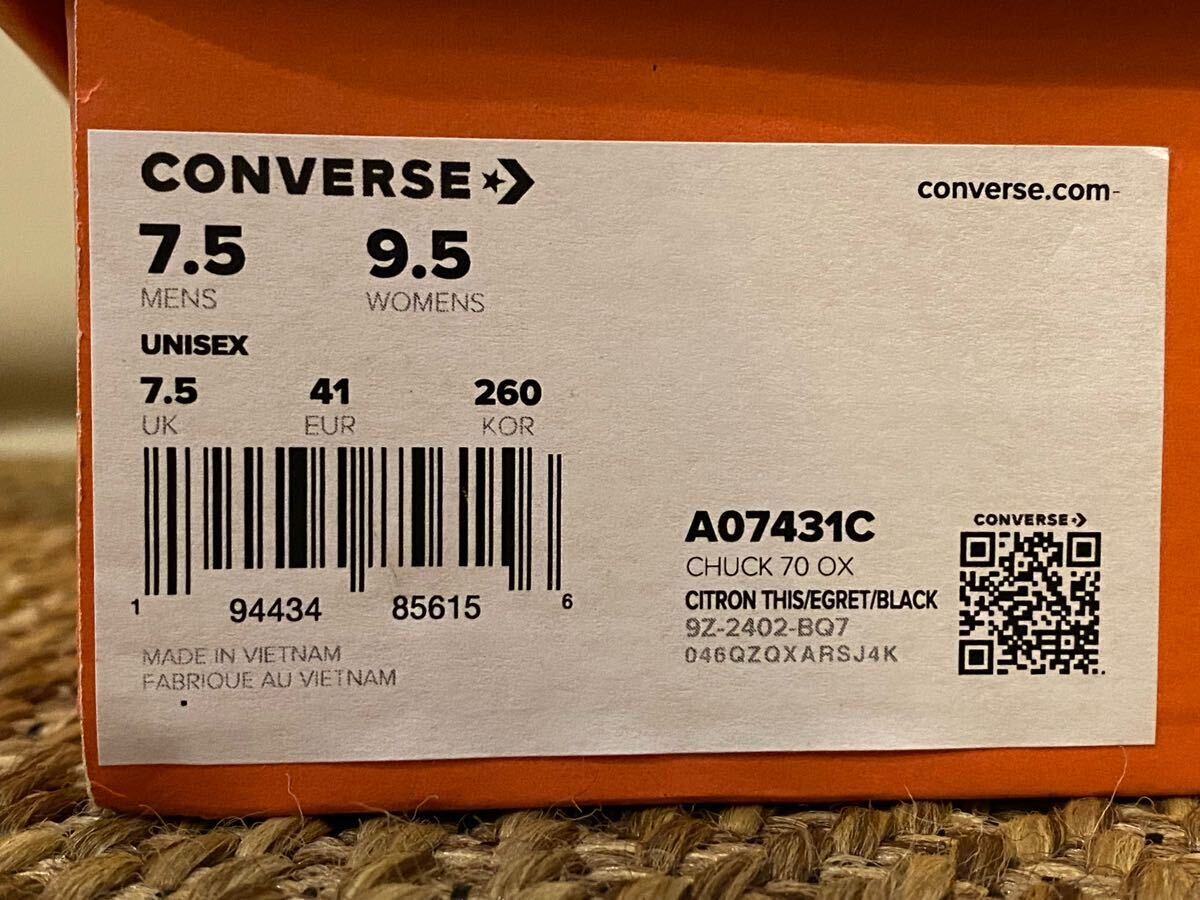 CONVERSE
converse.com
7.5 9.5
MENS WOMENS
UNISEX
7.5 41 260
UK EUR KOR
1 94434 85615 6
MADE IN VIETNAM
FABRIQUE AU VIETNAM
A07431C
CHUCK 70 OX
CITRON THIS/EGRET/BLACK
9Z-2402-BQ7
046QZQXARSJ4K
CONVERSE